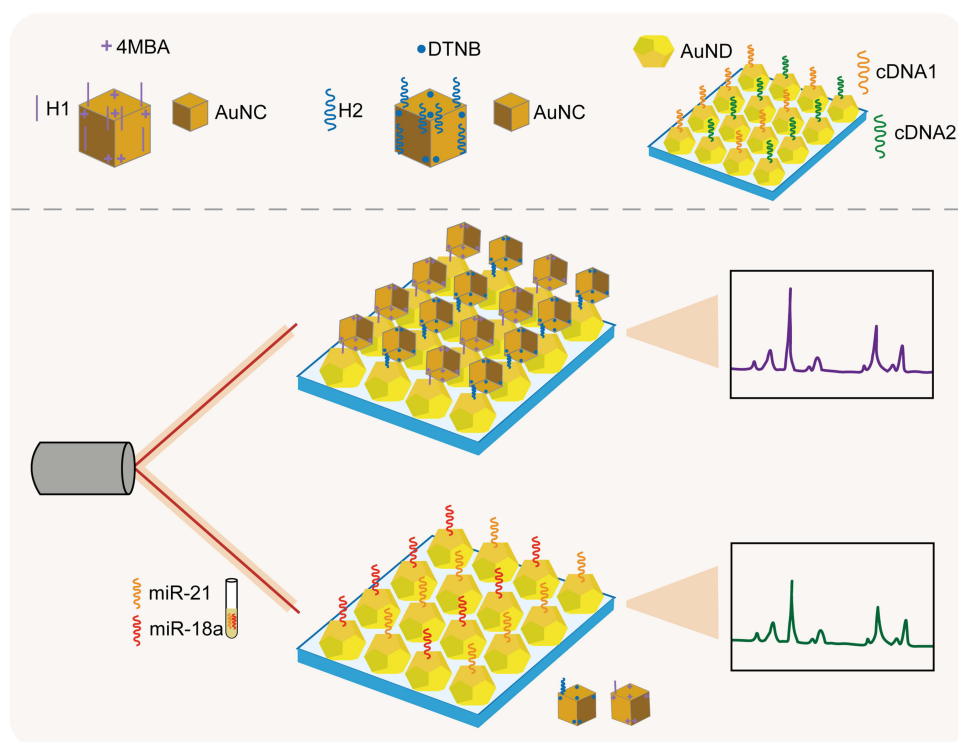 4MBA
H1
AuNC
DTNB
H2
AuNC
AuND
cDNA1
cDNA2
miR-21
miR-18a